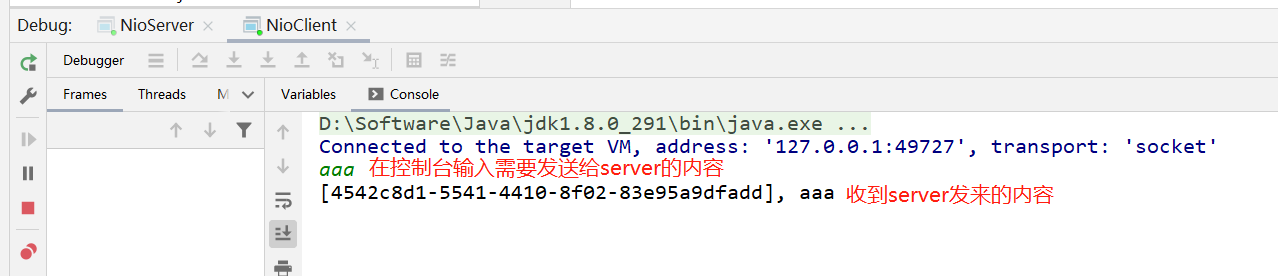 Debug: NioServer × NioClient ×
Debugger
Frames Threads M Variables Console
D:\Software\Java\jdk1.8.0_291\bin\java.exe ...
Connected to the target VM, address: '127.0.0.1:49727', transport: 'socket'
aaa 在控制台输入需要发送给server的内容
[4542c8d1-5541-4410-8f02-83e95a9dfadd], aaa 收到server发来的内容